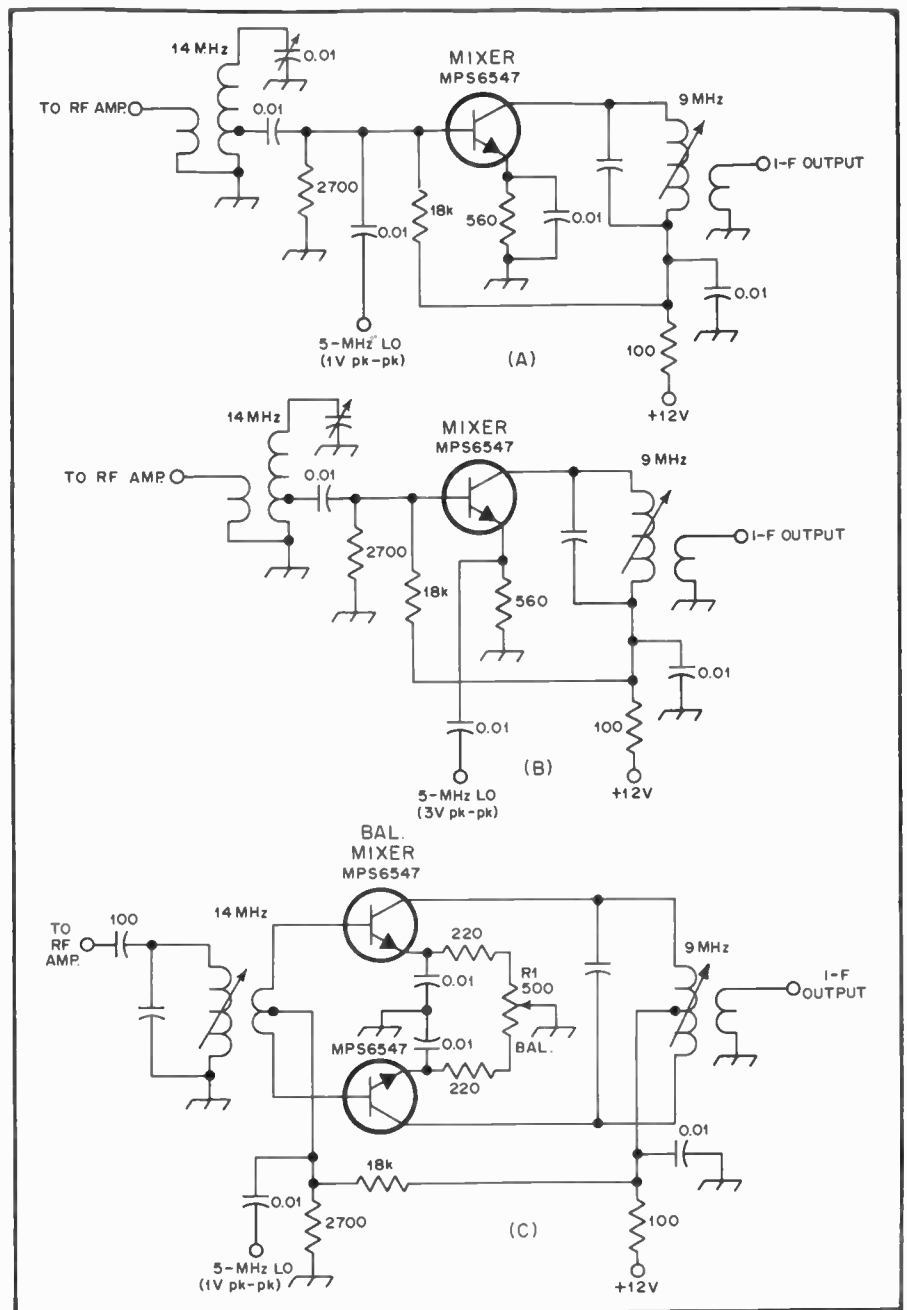 14 MHz
0.01
MIXER
MPS6547
TO RF AMP.
0.01
9 MHz
I-F OUTPUT
2700
0.01
18k
560
0.01
0.01
5-MHz LO
(1V pk-pk)
(A)
100
+12V
14MHz
MIXER
MPS6547
TO RF AMP.
0.01
9 MHz
I-F OUTPUT
2700
18k
560
0.01
0.01
100
5-MHz LO
(3V pk-pk)
(B)
+12V
BAL.
MIXER
MPS6547
TO
RF
AMP.
100
14MHz
220
0.01
R1
500
9 MHz
I-F
OUTPUT
MPS6547
0.01
BAL.
220
0.01
18k
0.01
2700
100
5-MHz LO
(1V pk-pk)
(C)
+12V